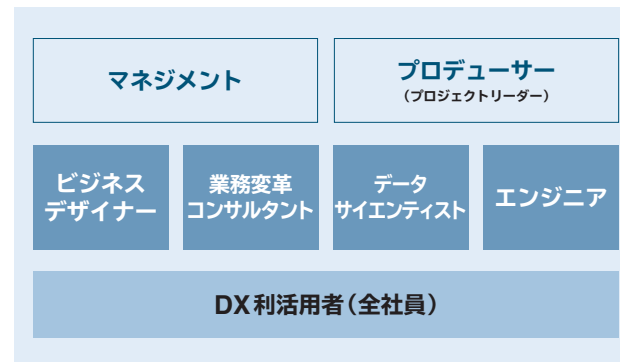 マネジメント
プロデューサー
（プロジェクトリーダー）
ビジネス
デザイナー
業務変革
コンサルタント
データ
サイエンティスト
エンジニア
DX利活用者（全社員）